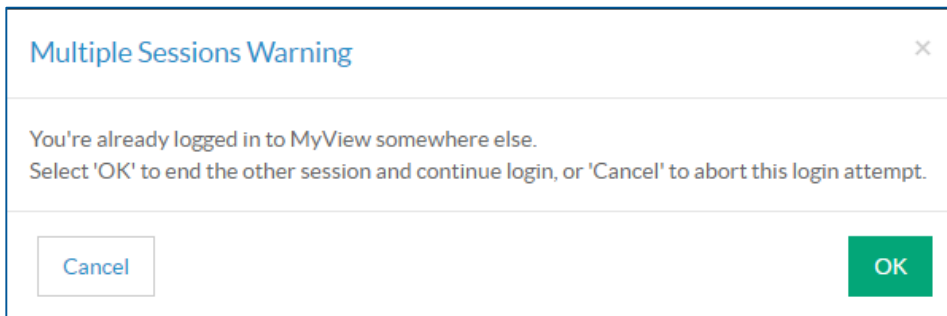 Multiple Sessions Warning
×
You're already logged in to MyView somewhere else.
Select 'OK' to end the other session and continue login, or 'Cancel' to abort this login attempt.
Cancel
OK